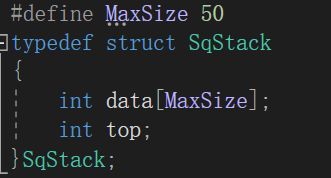 #define MaxSize 50
typedef struct SqStack
{
int data[MaxSize];
int top;
}SqStack;